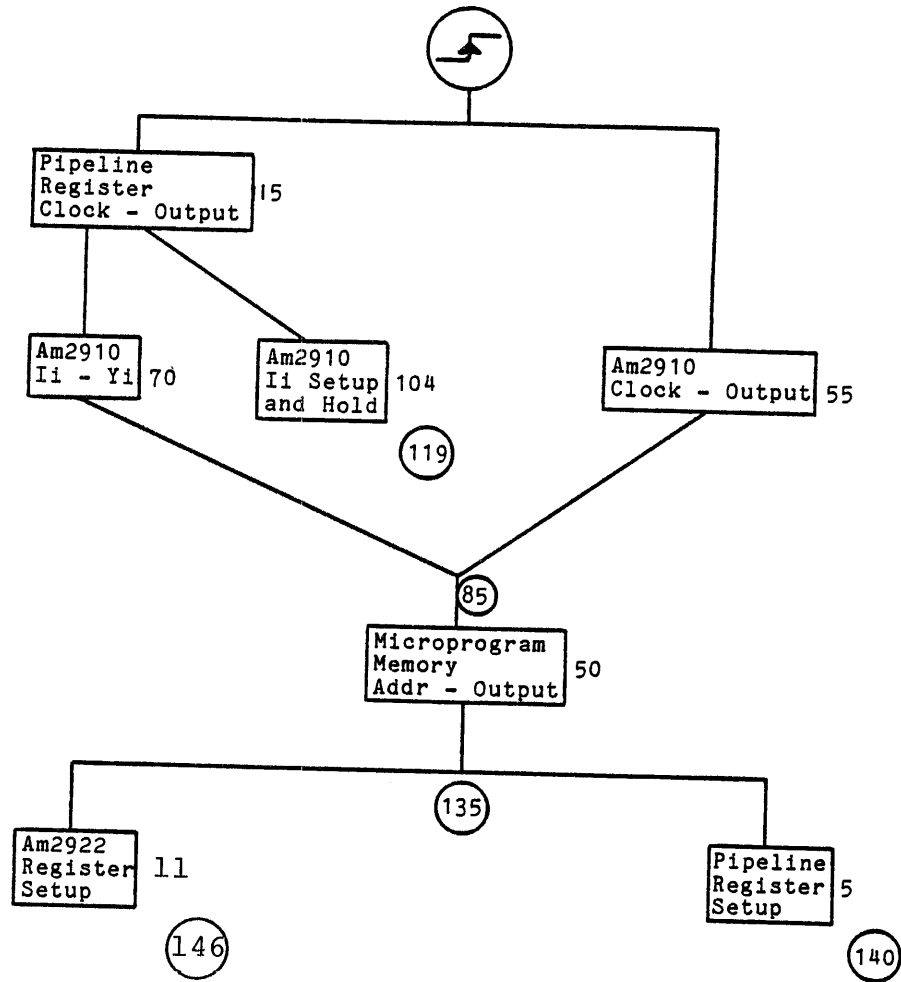 Pipeline
Register
Clock - Output
15
Am2910
Ii - Yi
70
Am2910
Ii Setup
and Hold
104
119
Am2910
Clock - Output
55
85
Microprogram
Memory
Addr - Output
50
135
Am2922
Register
Setup
11
146
Pipeline
Register
Setup
5
140